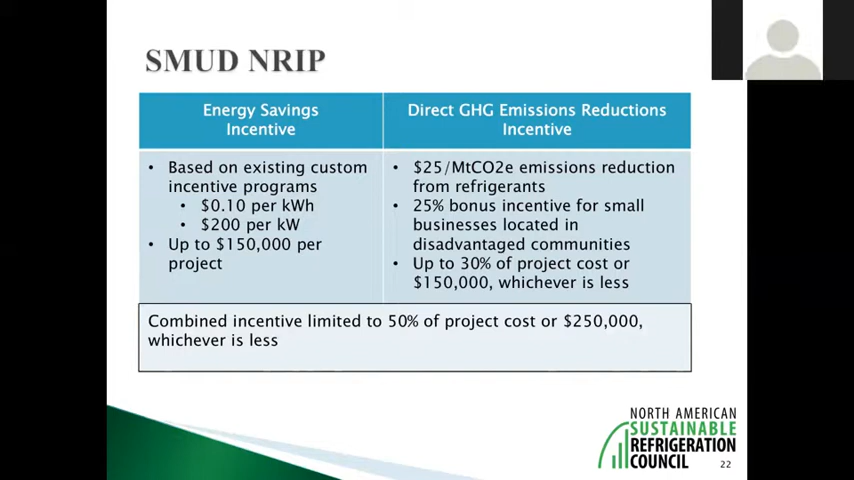 SMUD NRIP
Energy Savings
Incentive
Direct GHG Emissions Reductions
Incentive
• Based on existing custom
incentive programs
• $0.10 per kWh
• $200 per kW
• Up to $150,000 per
project
• $25/MtCO2e emissions reduction
from refrigerants
• 25% bonus incentive for small
businesses located in
disadvantaged communities
• Up to 30% of project cost or
$150,000, whichever is less
Combined incentive limited to 50% of project cost or $250,000,
whichever is less
NORTH AMERICAN
SUSTAINABLE
REFRIGERATION
COUNCIL
22